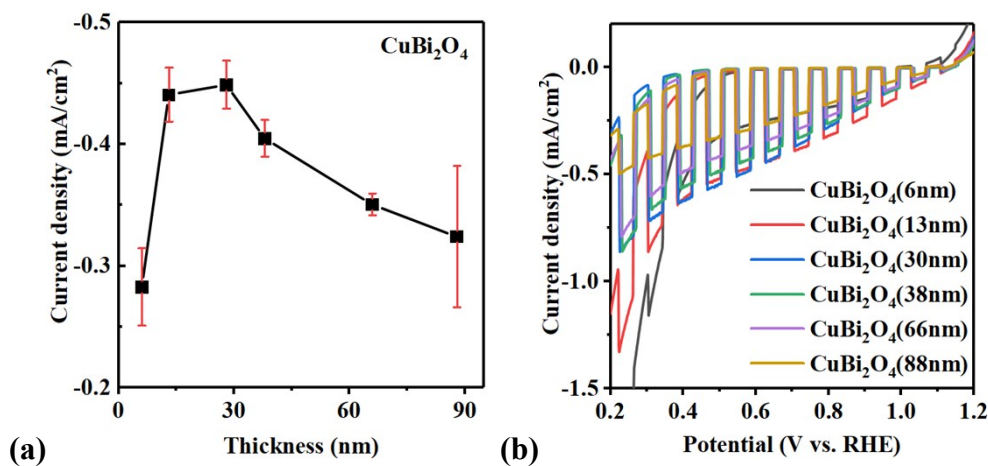 -0.5
-0.4
-0.3
-0.2
Current density (mA/cm²)
CuBi₂O₄
0 30 60 90
Thickness (nm)
(a)
0.0
-0.5
-1.0
-1.5
Current density (mA/cm²)
CuBi₂O₄(6nm)
CuBi₂O₄(13nm)
CuBi₂O₄(30nm)
CuBi₂O₄(38nm)
CuBi₂O₄(66nm)
CuBi₂O₄(88nm)
0.2 0.4 0.6 0.8 1.0 1.2
Potential (V vs. RHE)
(b)